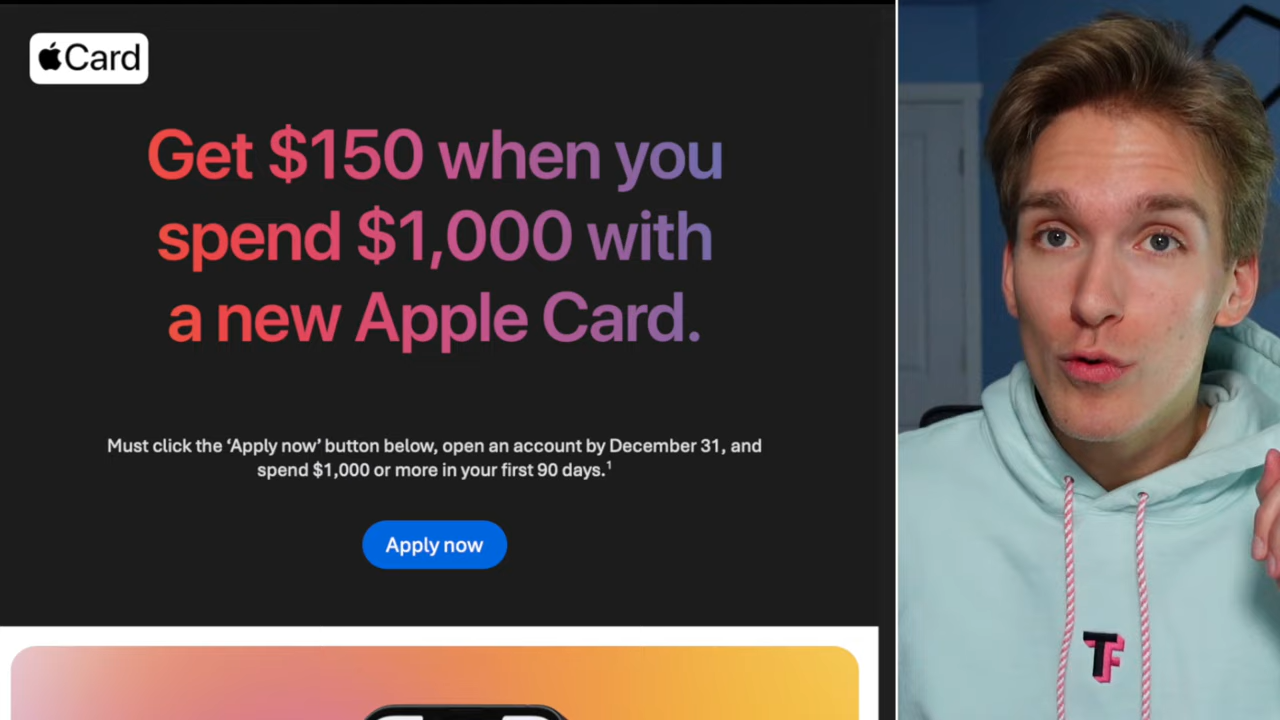 Card
Get $150 when you
spend $1,000 with
a new Apple Card.
Must click the ‘Apply now’ button below, open an account by December 31, and
spend $1,000 or more in your first 90 days.¹
Apply now
TF